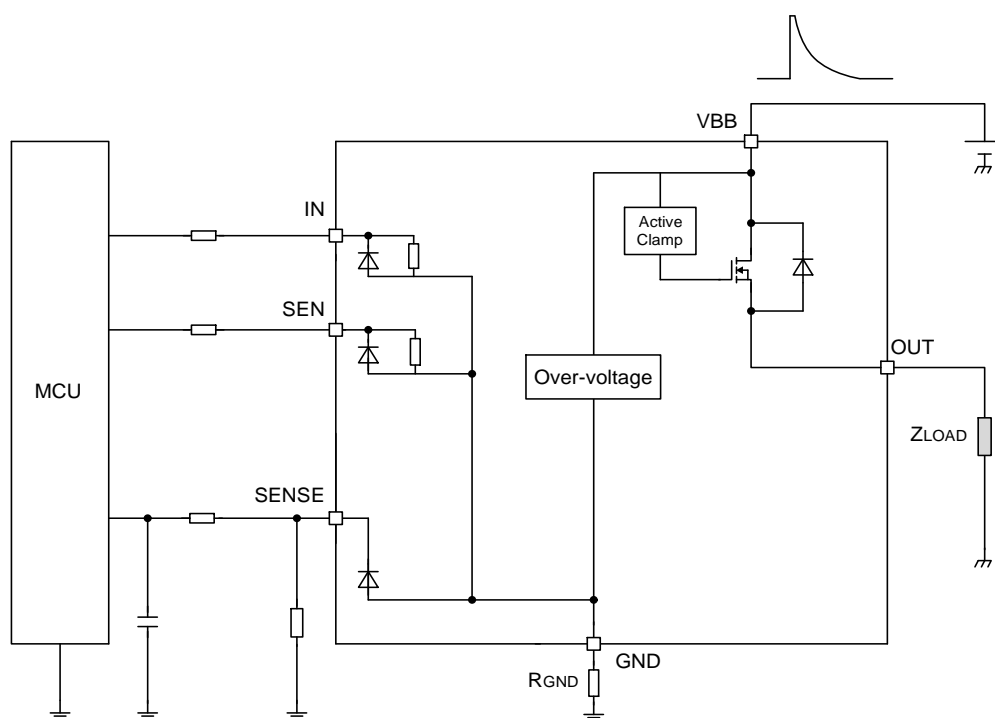 VBB
IN
Active
Clamp
SEN
OUT
MCU
Over-voltage
ZLOAD
SENSE
GND
RGND